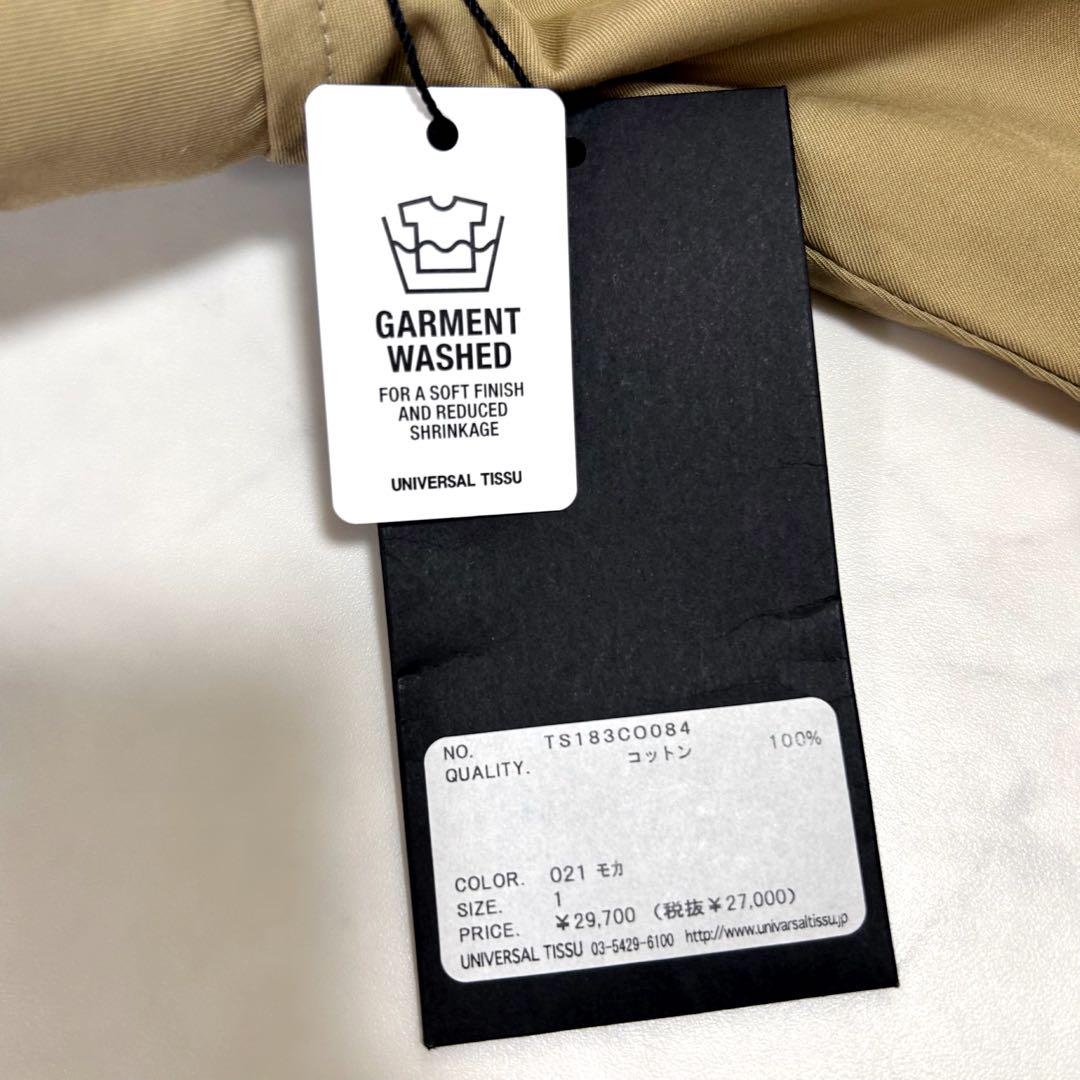 GARMENT
WASHED
FOR A SOFT FINISH
AND REDUCED
SHRINKAGE
UNIVERSAL TISSU
NO. TS183CO084
QUALITY. コットン 100%
COLOR. 021 モカ
SIZE. 1
PRICE. ¥29,700 (税抜¥27,000)
UNIVERSAL TISSU 03-5429-6100 http://www.univarsaltissu.jp